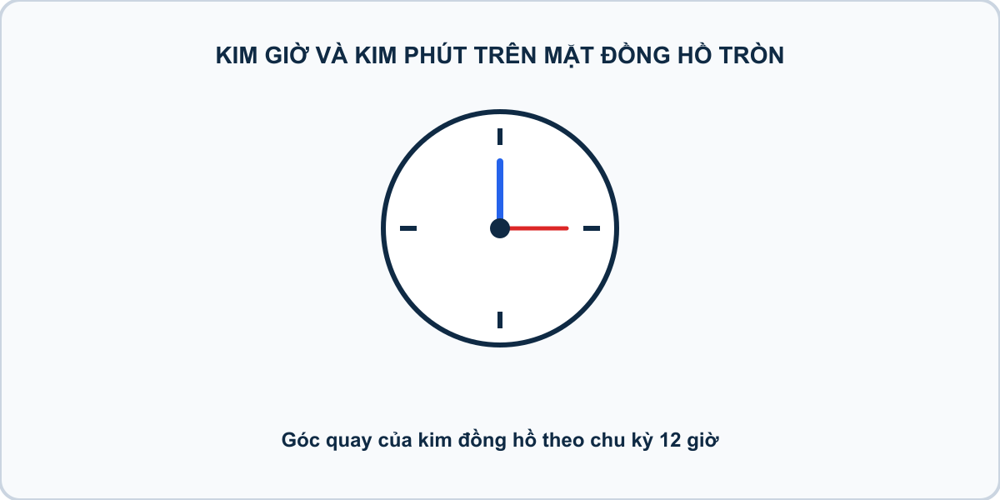 KIM GIỜ VÀ KIM PHÚT TRÊN MẶT ĐỒNG HỒ TRÒN
Góc quay của kim đồng hồ theo chu kỳ 12 giờ